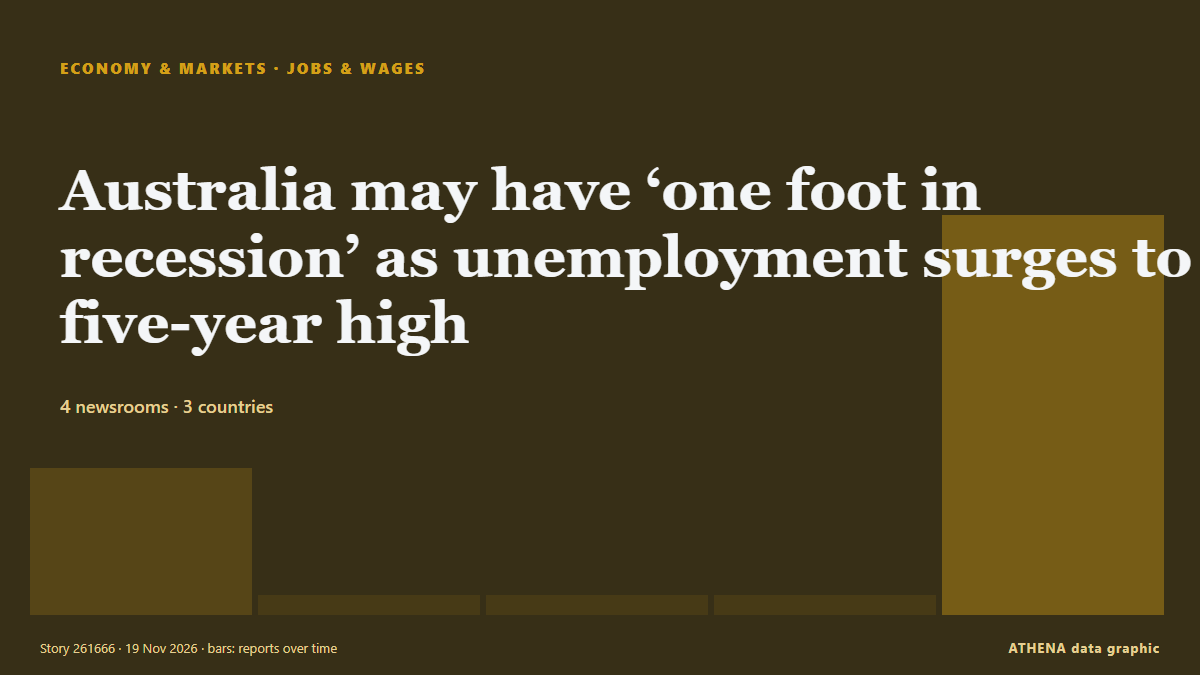 ECONOMY & MARKETS · JOBS & WAGES
Australia may have ‘one foot in
recession’ as unemployment surges to
five-year high
4 newsrooms · 3 countries
Story 261666 · 19 Nov 2026 · bars: reports over time
ATHENA data graphic